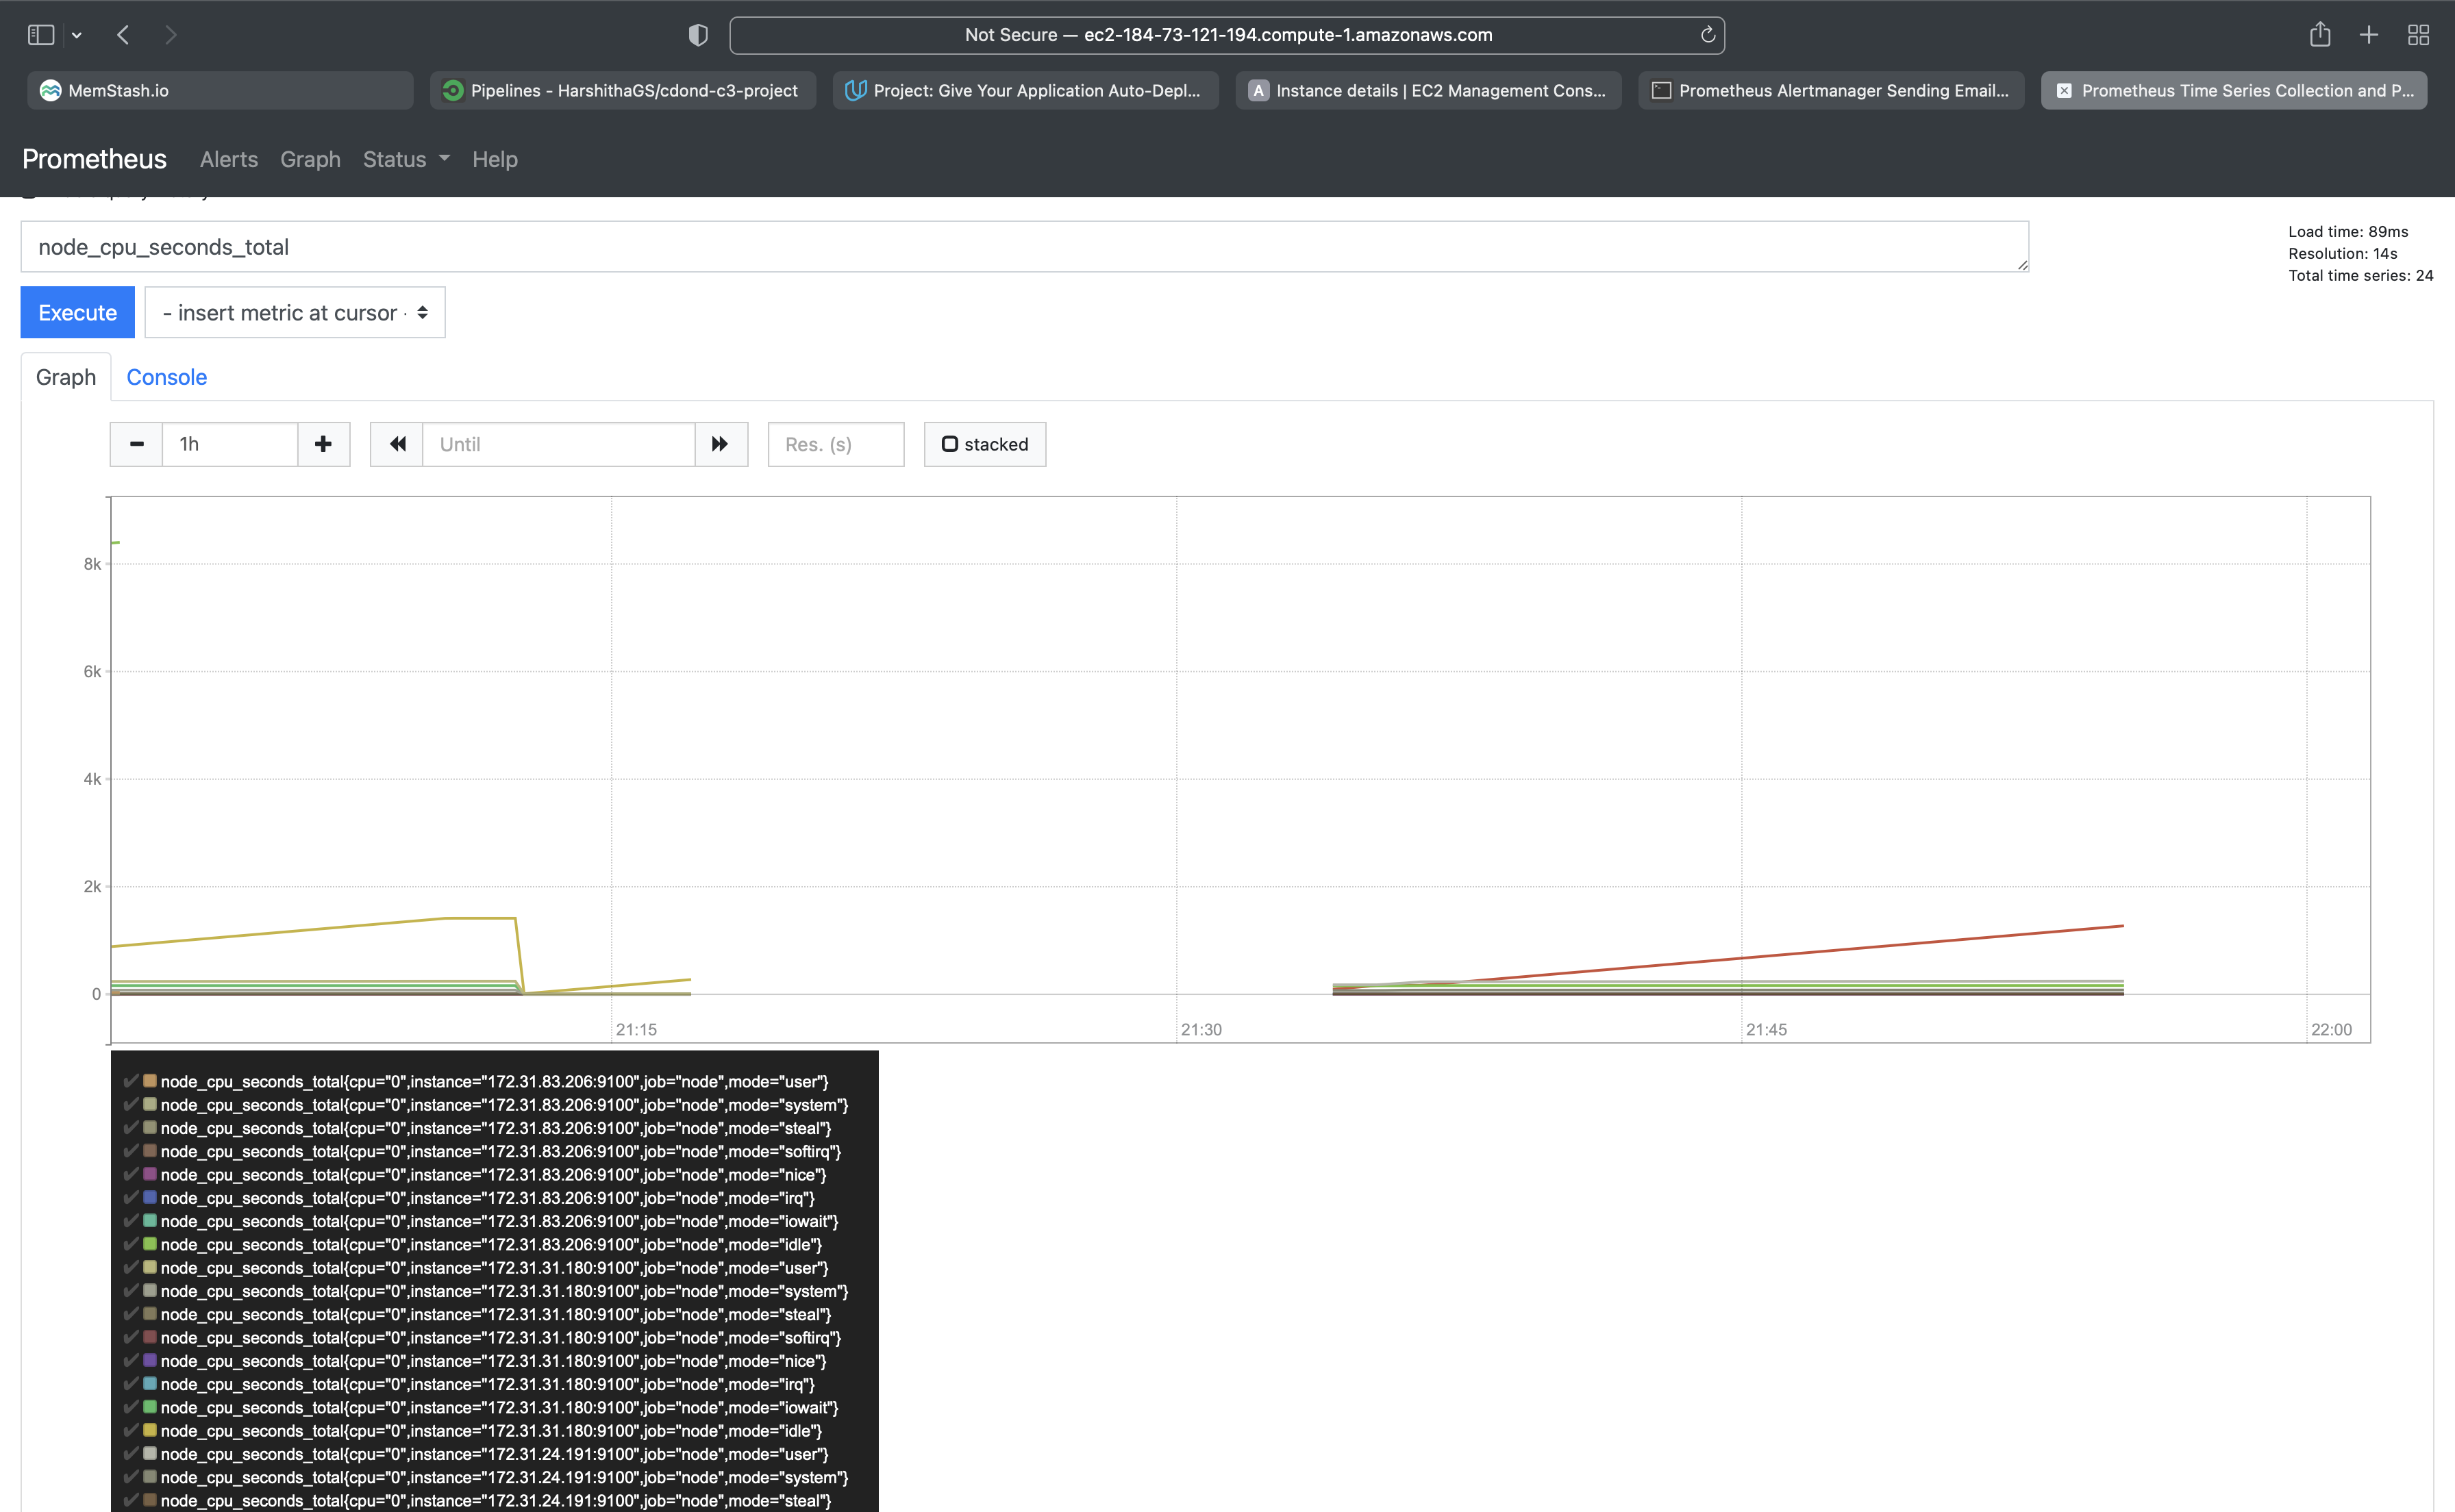 Not Secure — ec2-184-73-121-194.compute-1.amazonaws.com
MemStash.io
Pipelines - HarshithaGS/cdond-c3-project
Project: Give Your Application Auto-Depl...
A Instance details | EC2 Management Cons...
Prometheus Alertmanager Sending Email...
Prometheus Time Series Collection and P...
Prometheus Alerts Graph Status Help
node_cpu_seconds_total
Load time: 89ms
Resolution: 14s
Total time series: 24
Execute
- insert metric at cursor -
Graph Console
1h
Until
Res. (s)
stacked
8k
6k
4k
2k
0
21:15 21:30 21:45 22:00
node_cpu_seconds_total{cpu="0",instance="172.31.83.206:9100",job="node",mode="user"}
node_cpu_seconds_total{cpu="0",instance="172.31.83.206:9100",job="node",mode="system"}
node_cpu_seconds_total{cpu="0",instance="172.31.83.206:9100",job="node",mode="steal"}
node_cpu_seconds_total{cpu="0",instance="172.31.83.206:9100",job="node",mode="softirq"}
node_cpu_seconds_total{cpu="0",instance="172.31.83.206:9100",job="node",mode="nice"}
node_cpu_seconds_total{cpu="0",instance="172.31.83.206:9100",job="node",mode="irq"}
node_cpu_seconds_total{cpu="0",instance="172.31.83.206:9100",job="node",mode="iowait"}
node_cpu_seconds_total{cpu="0",instance="172.31.83.206:9100",job="node",mode="idle"}
node_cpu_seconds_total{cpu="0",instance="172.31.31.180:9100",job="node",mode="user"}
node_cpu_seconds_total{cpu="0",instance="172.31.31.180:9100",job="node",mode="system"}
node_cpu_seconds_total{cpu="0",instance="172.31.31.180:9100",job="node",mode="steal"}
node_cpu_seconds_total{cpu="0",instance="172.31.31.180:9100",job="node",mode="softirq"}
node_cpu_seconds_total{cpu="0",instance="172.31.31.180:9100",job="node",mode="nice"}
node_cpu_seconds_total{cpu="0",instance="172.31.31.180:9100",job="node",mode="irq"}
node_cpu_seconds_total{cpu="0",instance="172.31.31.180:9100",job="node",mode="iowait"}
node_cpu_seconds_total{cpu="0",instance="172.31.31.180:9100",job="node",mode="idle"}
node_cpu_seconds_total{cpu="0",instance="172.31.24.191:9100",job="node",mode="user"}
node_cpu_seconds_total{cpu="0",instance="172.31.24.191:9100",job="node",mode="system"}
node_cpu_seconds_total{cpu="0",instance="172.31.24.191:9100",job="node",mode="steal"}